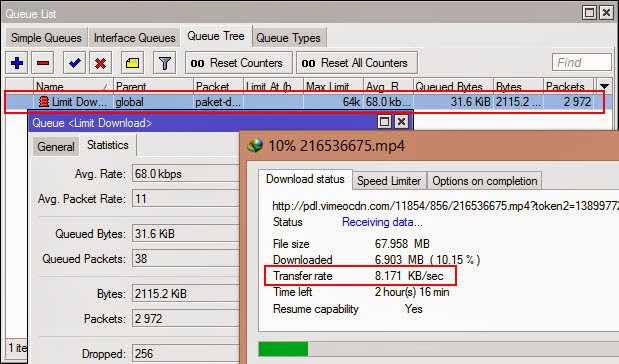 Queue List
Simple Queues Interface Queues Queue Tree Queue Types
00 Reset Counters 00 Reset All Counters Find
Name Parent Packet Limit At (b... Max Limit Avg. R... Queued Bytes Bytes Packets
Limit Dow... global paket-d... 64k 68.0 kb... 31.6 KiB 2115.2 ... 2 972
Queue <Limit Download>
General Statistics
Avg. Rate: 68.0 kbps
Avg. Packet Rate: 11
Queued Bytes: 31.6 KiB
Queued Packets: 38
Bytes: 2115.2 KiB
Packets: 2 972
Dropped: 256
1 ite
10% 216536675.mp4
Download status Speed Limiter Options on completion
http://pdl.vimeocdn.com/11854/856/216536675.mp4?token2=13899772
Status Receiving data...
File size 67.958 MB
Downloaded 6.903 MB ( 10.15 % )
Transfer rate 8.171 KB/sec
Time left 2 hour(s) 16 min
Resume capability Yes